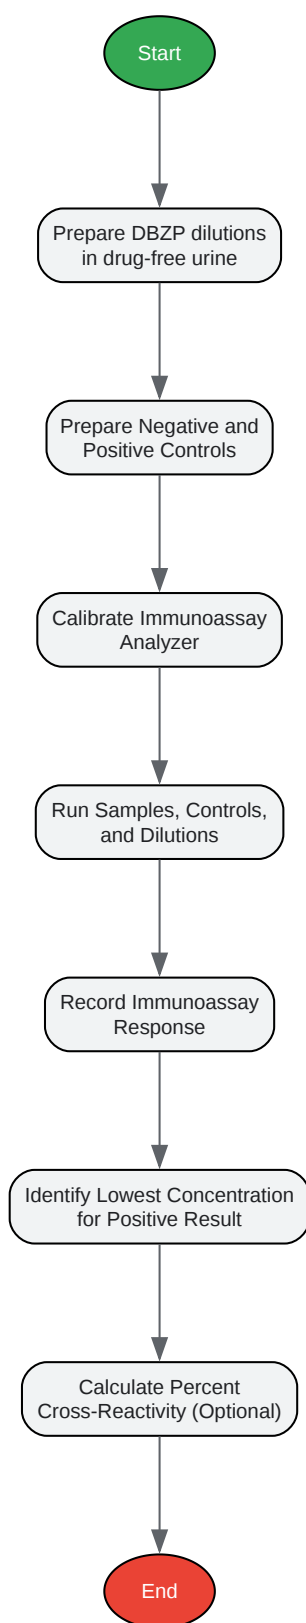 Start
Prepare DBZP dilutions
in drug-free urine
Prepare Negative and
Positive Controls
Calibrate Immunoassay
Analyzer
Run Samples, Controls,
and Dilutions
Record Immunoassay
Response
Identify Lowest Concentration
for Positive Result
Calculate Percent
Cross-Reactivity (Optional)
End